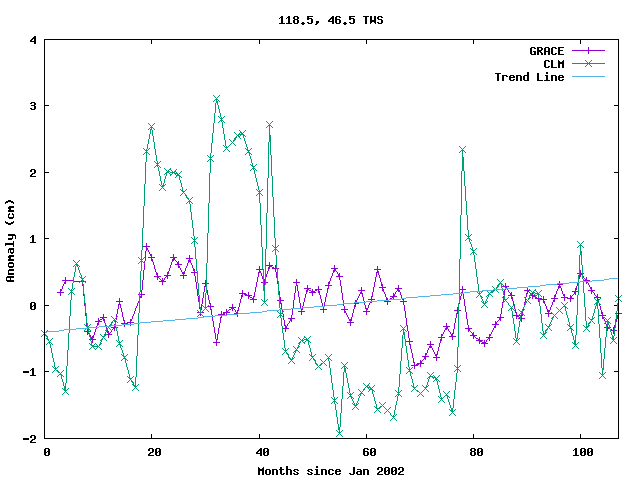 118.5, 46.5 TWS
GRACE
CLM
Trend Line
4
3
2
1
0
-1
-2
Anomaly (cm)
0 20 40 60 80 100
Months since Jan 2002